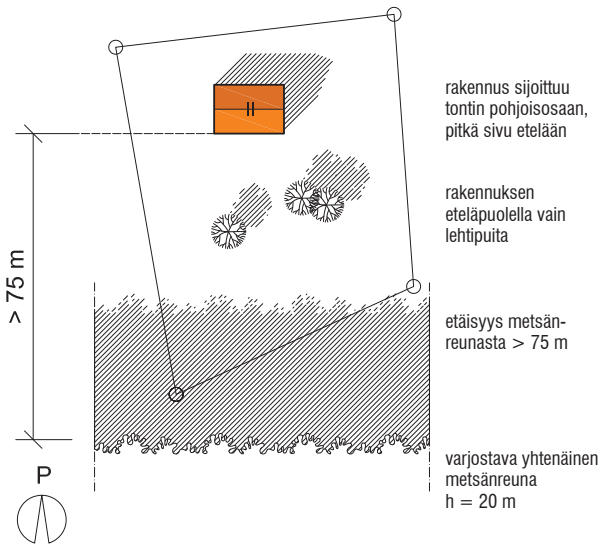 II
rakennus sijoittuu
tontin pohjoisosaan,
pitkä sivu etelään
rakennuksen
eteläpuolella vain
lehtipuita
> 75 m
etäisyys metsän-
reunasta > 75 m
varjostava yhtenäinen
metsänreuna
h = 20 m
P